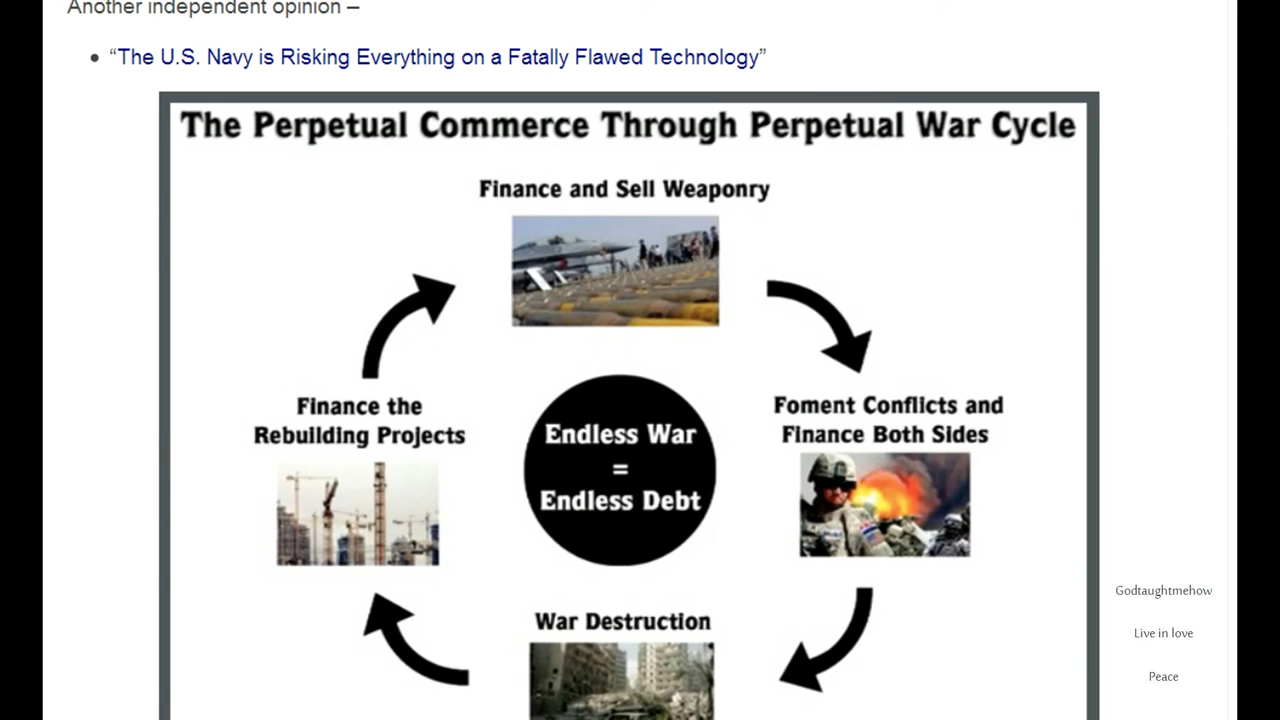 Another independent opinion –
• “The U.S. Navy is Risking Everything on a Fatally Flawed Technology”
The Perpetual Commerce Through Perpetual War Cycle
Finance and Sell Weaponry
Finance the
Rebuilding Projects
Endless War
=
Endless Debt
Foment Conflicts and
Finance Both Sides
War Destruction
Godtaughtmehow
Live in love
Peace